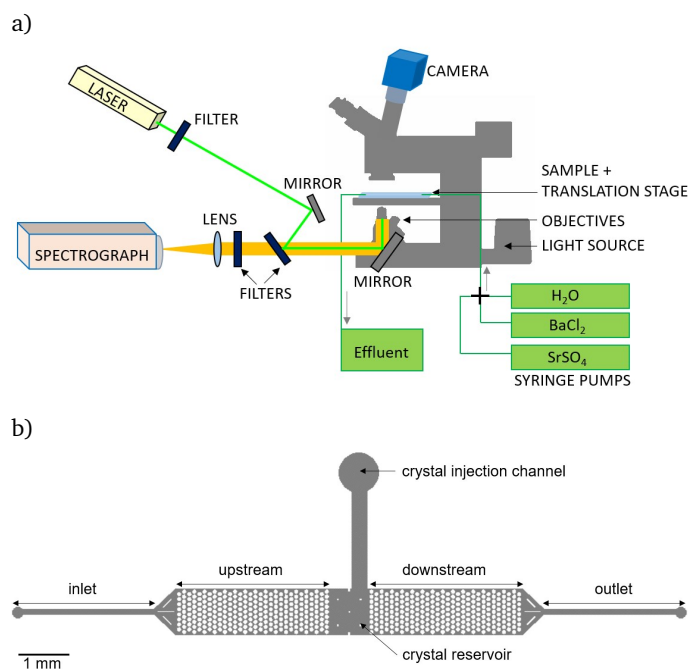 a)
CAMERA
LASER
FILTER
SAMPLE +
TRANSLATION STAGE
MIRROR
OBJECTIVES
LENS
LIGHT SOURCE
SPECTROGRAPH
FILTERS
MIRROR
H₂O
BaCl₂
Effluent
SrSO₄
SYRINGE PUMPS
b)
crystal injection channel
upstream
downstream
inlet
outlet
crystal reservoir
1 mm